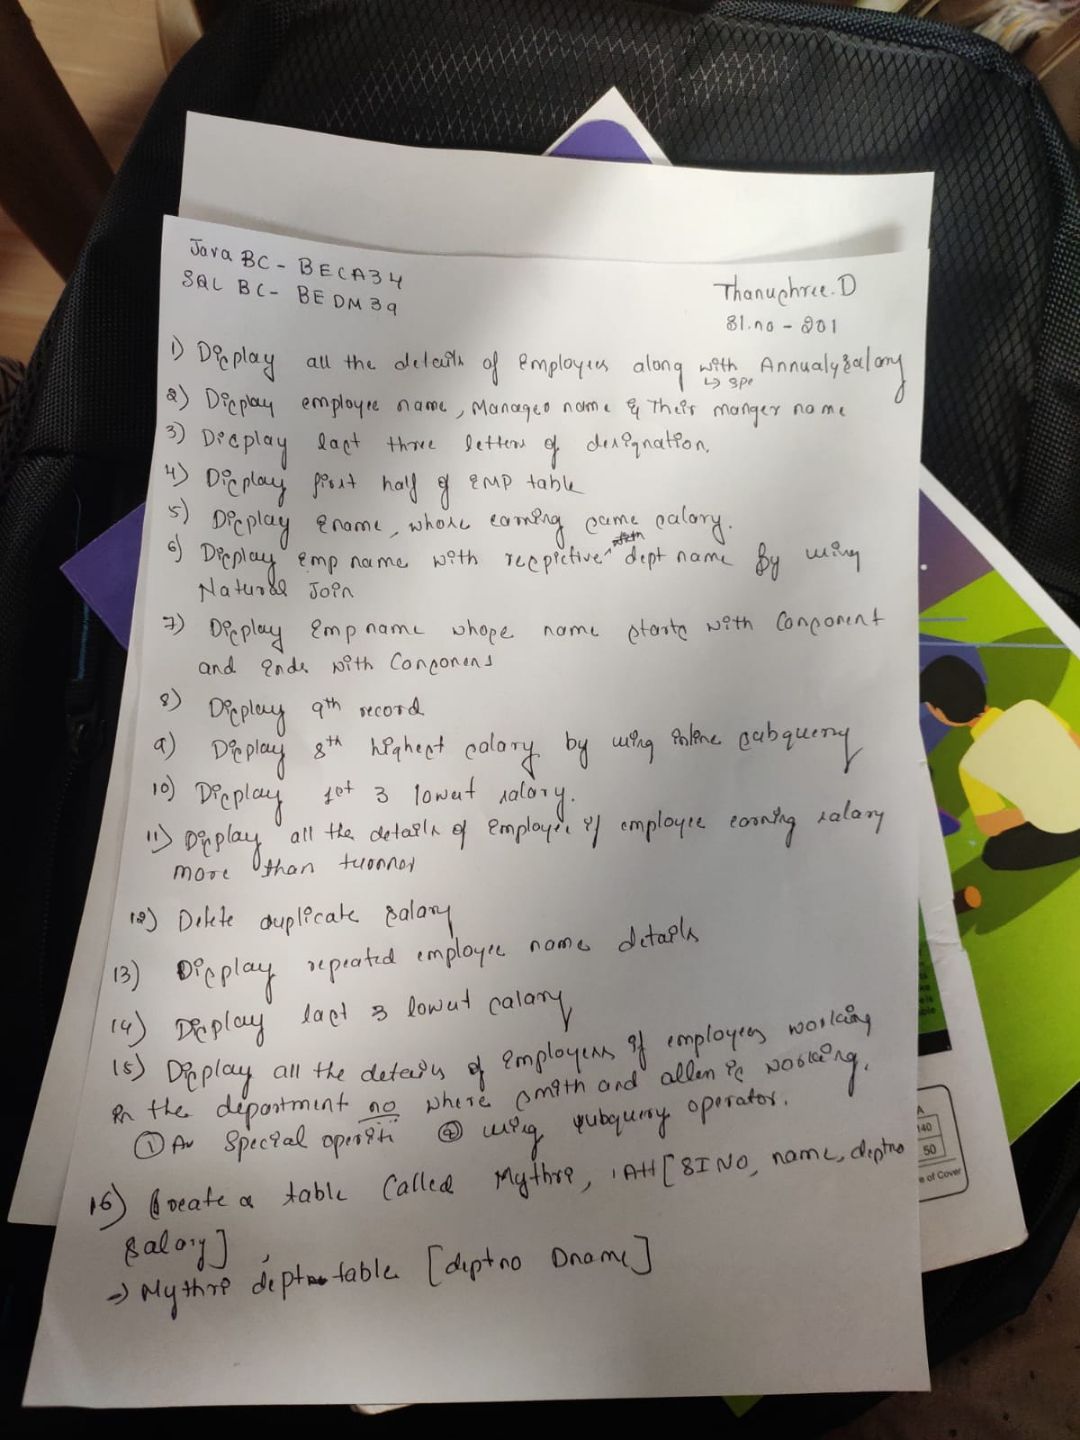 Java BC - BECA34
SQL BC - BEDM39
Thanushree.D
Sl.no - 201
1) Display all the details of Employees along with Annualy Salary
↳ spe
2) Display employee name, Manager name & Their manger name
3) Display last three letters of designation.
4) Display first half of EMP table
5) Display Ename, whose earning same salary.
6) Display Emp name with respictive dept name By using
Natural Join
7) Display Emp name whose name starts with Consonent
and Ends with Consonens
8) Display 9th record
9) Display 8th highest salary by using inline subquery
10) Display 1st 3 lowest salary.
11) Display all the details of Employee if employee earning salary
more than turnner
12) Delete duplicate Salary
13) Display repeated employee name details
14) Display last 3 lowest salary
15) Display all the details of Employess if employees working
in the department no where smith and allen is working.
① Special ② using subquery operator.
16) Create a table Called Mythri, [SI NO, name, deptno
Salary]
→ Mythri dept table [deptno Dname]
A
140
50
e of Cover